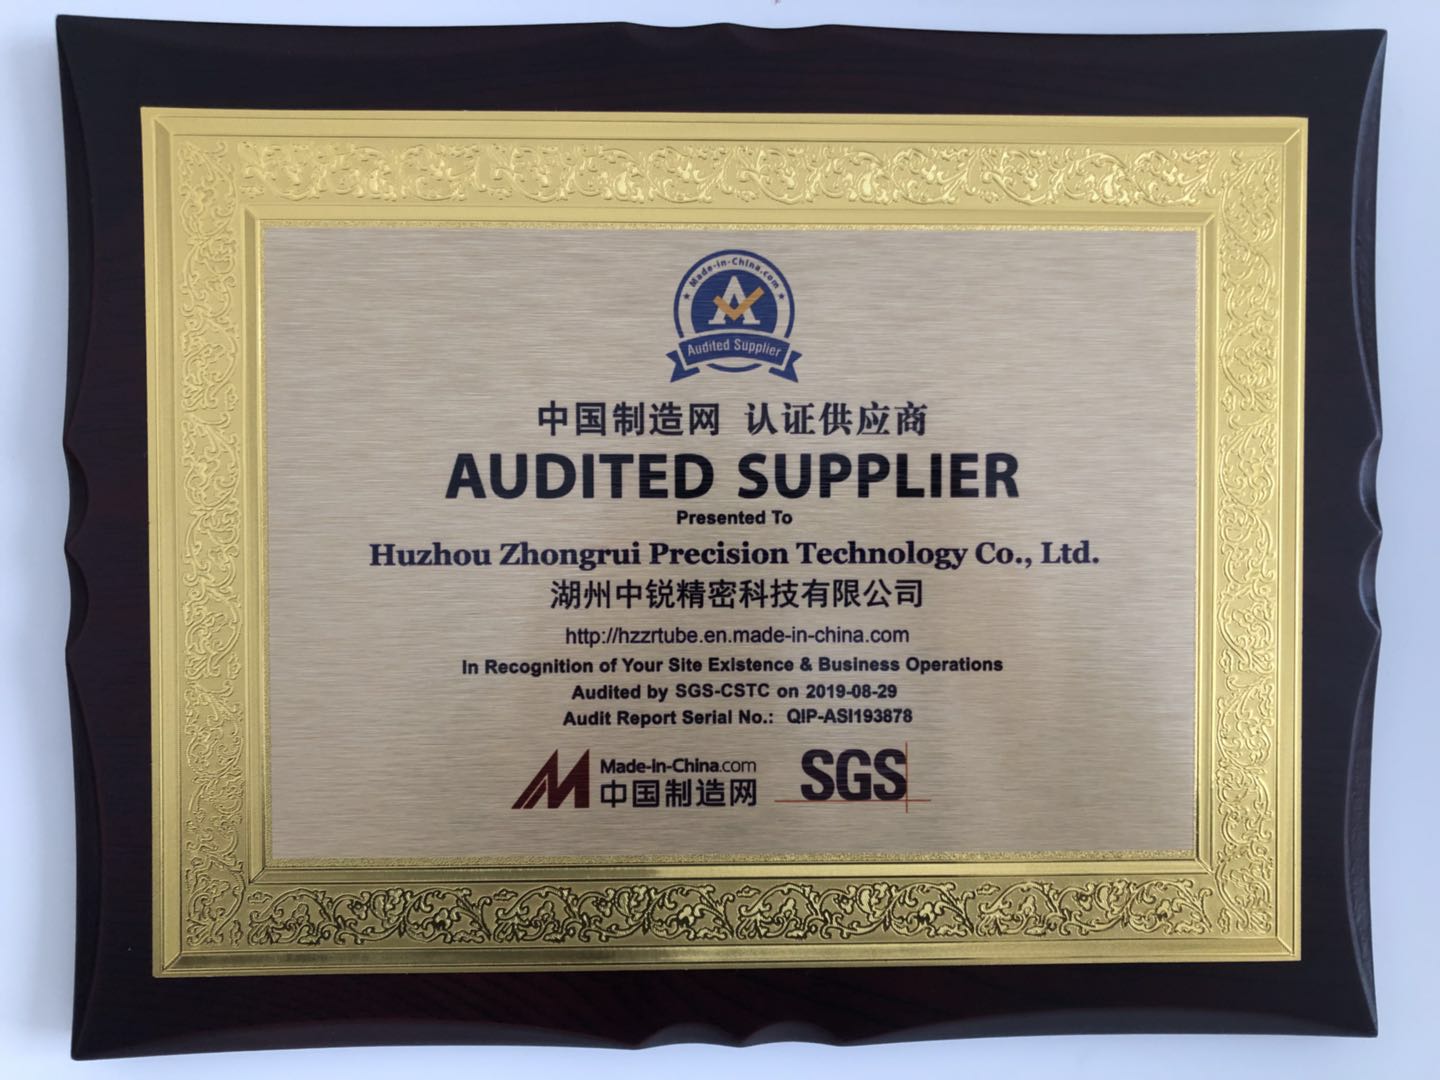 Made-in-China.com
A
Audited Supplier
中国制造网 认证供应商
AUDITED SUPPLIER
Presented To
Huzhou Zhongrui Precision Technology Co., Ltd.
湖州中锐精密科技有限公司
http://hzzrtube.en.made-in-china.com
In Recognition of Your Site Existence & Business Operations
Audited by SGS-CSTC on 2019-08-29
Audit Report Serial No.: QIP-ASI193878
Made-in-China.com
中国制造网
SGS